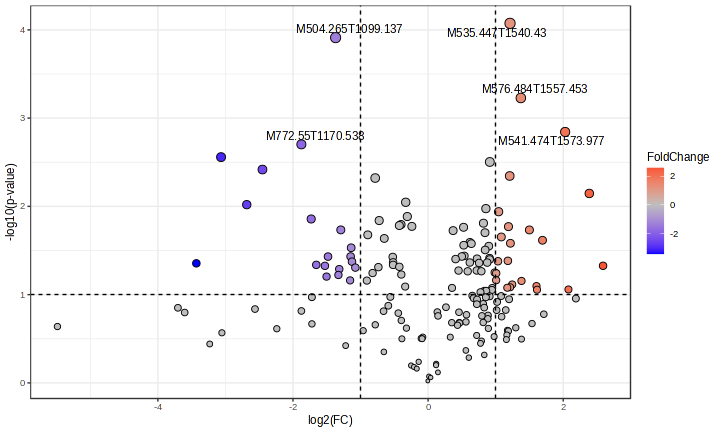 M504.265T1099.137
M535.447T1540.43
M576.484T1557.453
M772.55T1170.533
M541.474T1573.977
FoldChange
2
0
-2
4
3
2
1
0
-log10(p-value)
-4
-2
0
2
log2(FC)